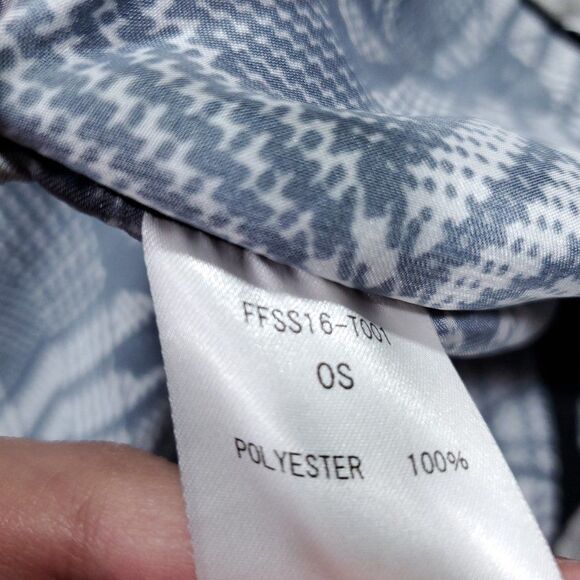 FFSS16-T001
OS
POLYESTER 100%